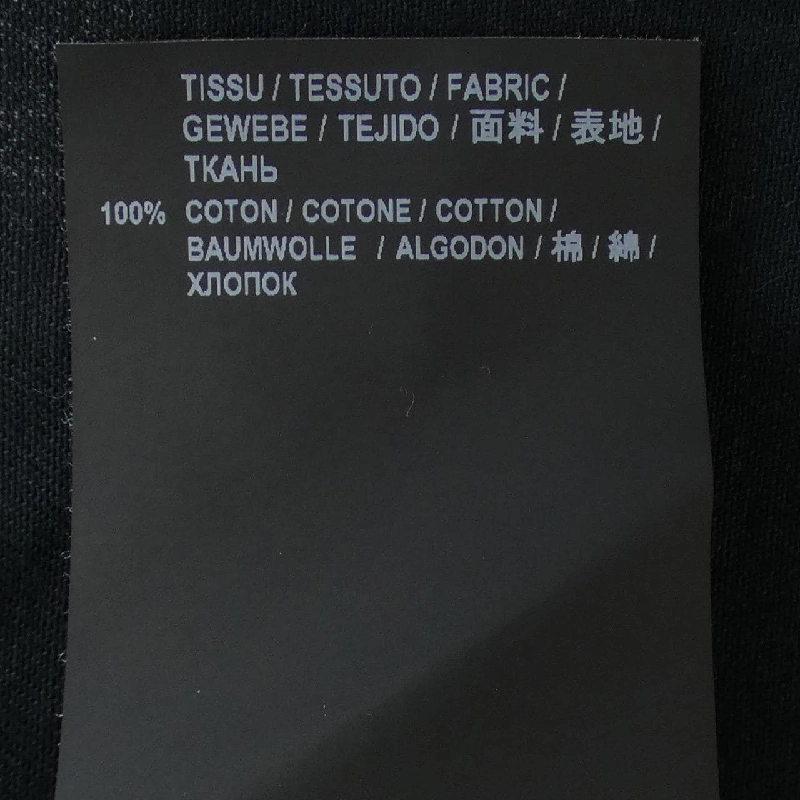 TISSU / TESSUTO / FABRIC /
GEWEBE / TEJIDO / 面料 / 表地 /
ТКАНЬ
100% COTON / COTONE / COTTON /
BAUMWOLLE / ALGODON / 棉 / 綿 /
ХЛОПОК